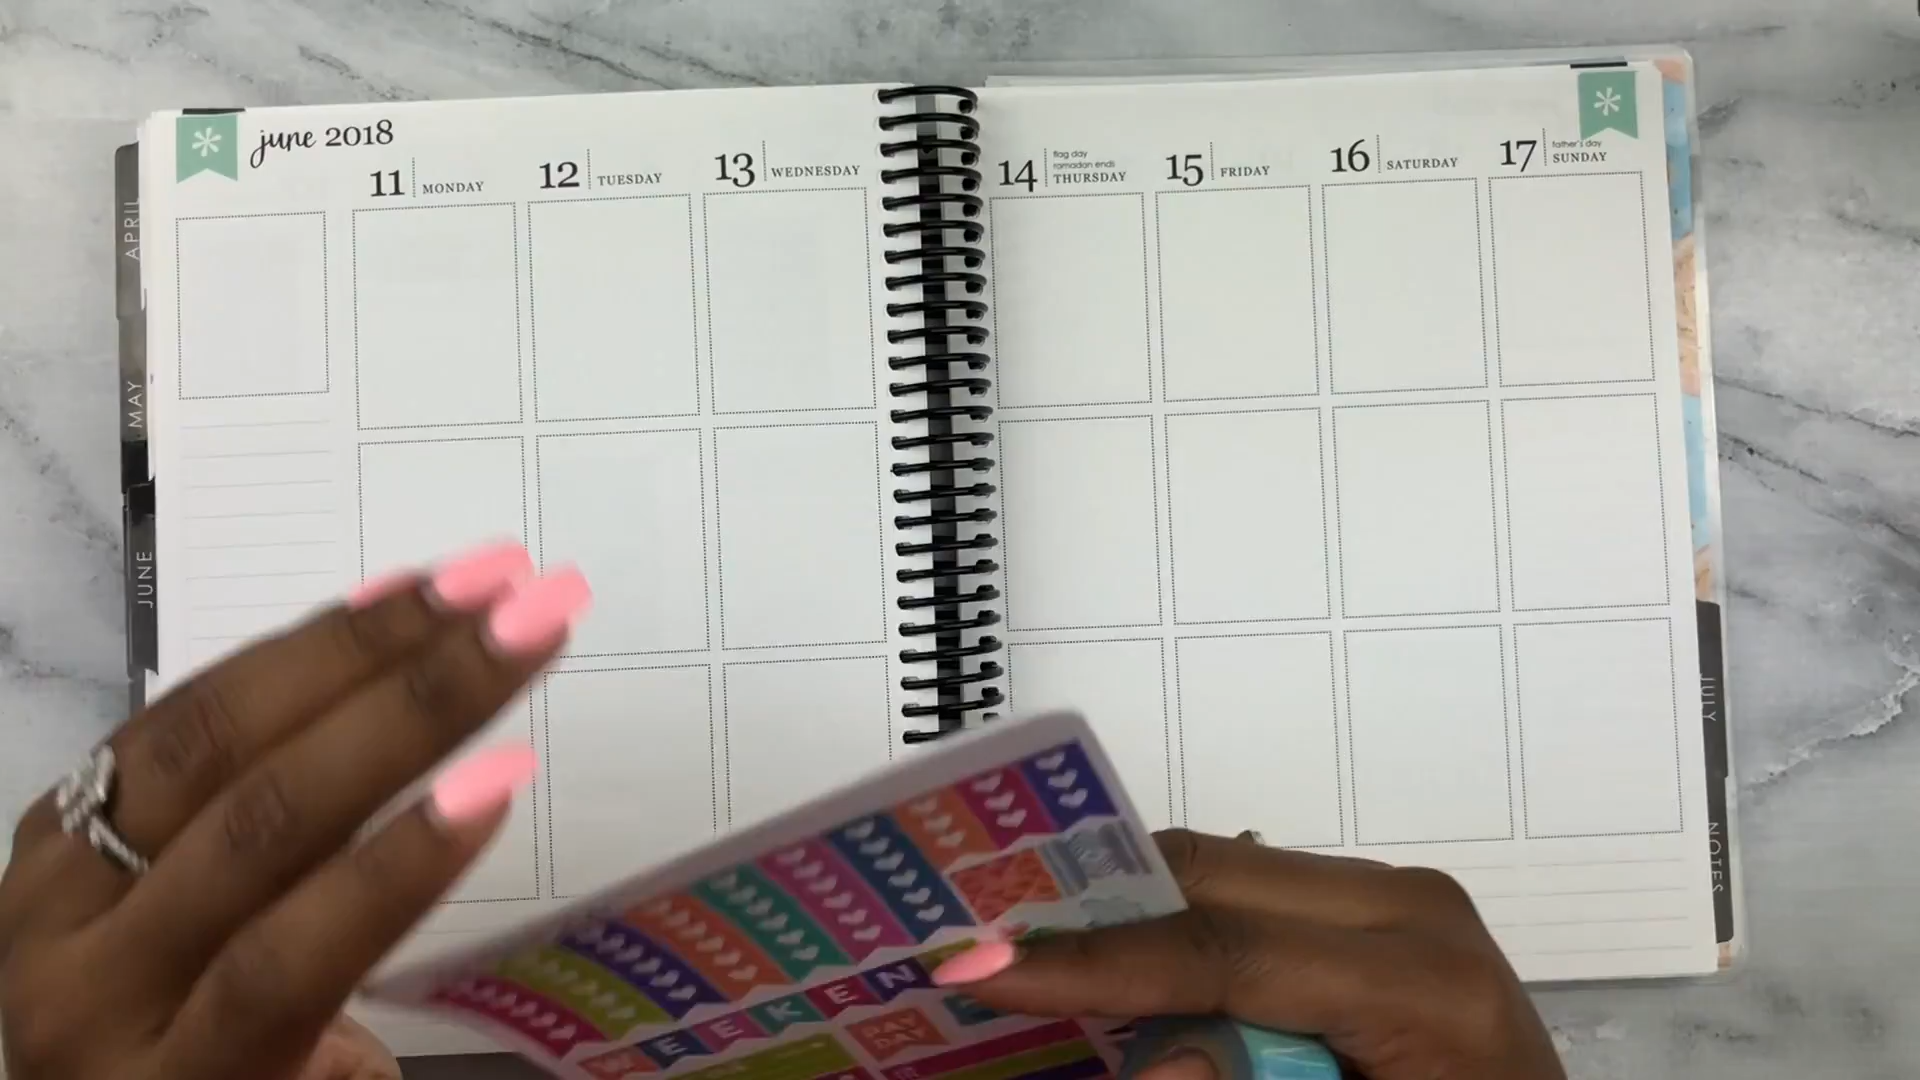 june 2018
11 MONDAY
12 TUESDAY
13 WEDNESDAY
flag day
ramadan ends
14 THURSDAY
15 FRIDAY
16 SATURDAY
father's day
17 SUNDAY
APRIL
MAY
JUNE
JULY
NOTES
W
E
E
K
E
N